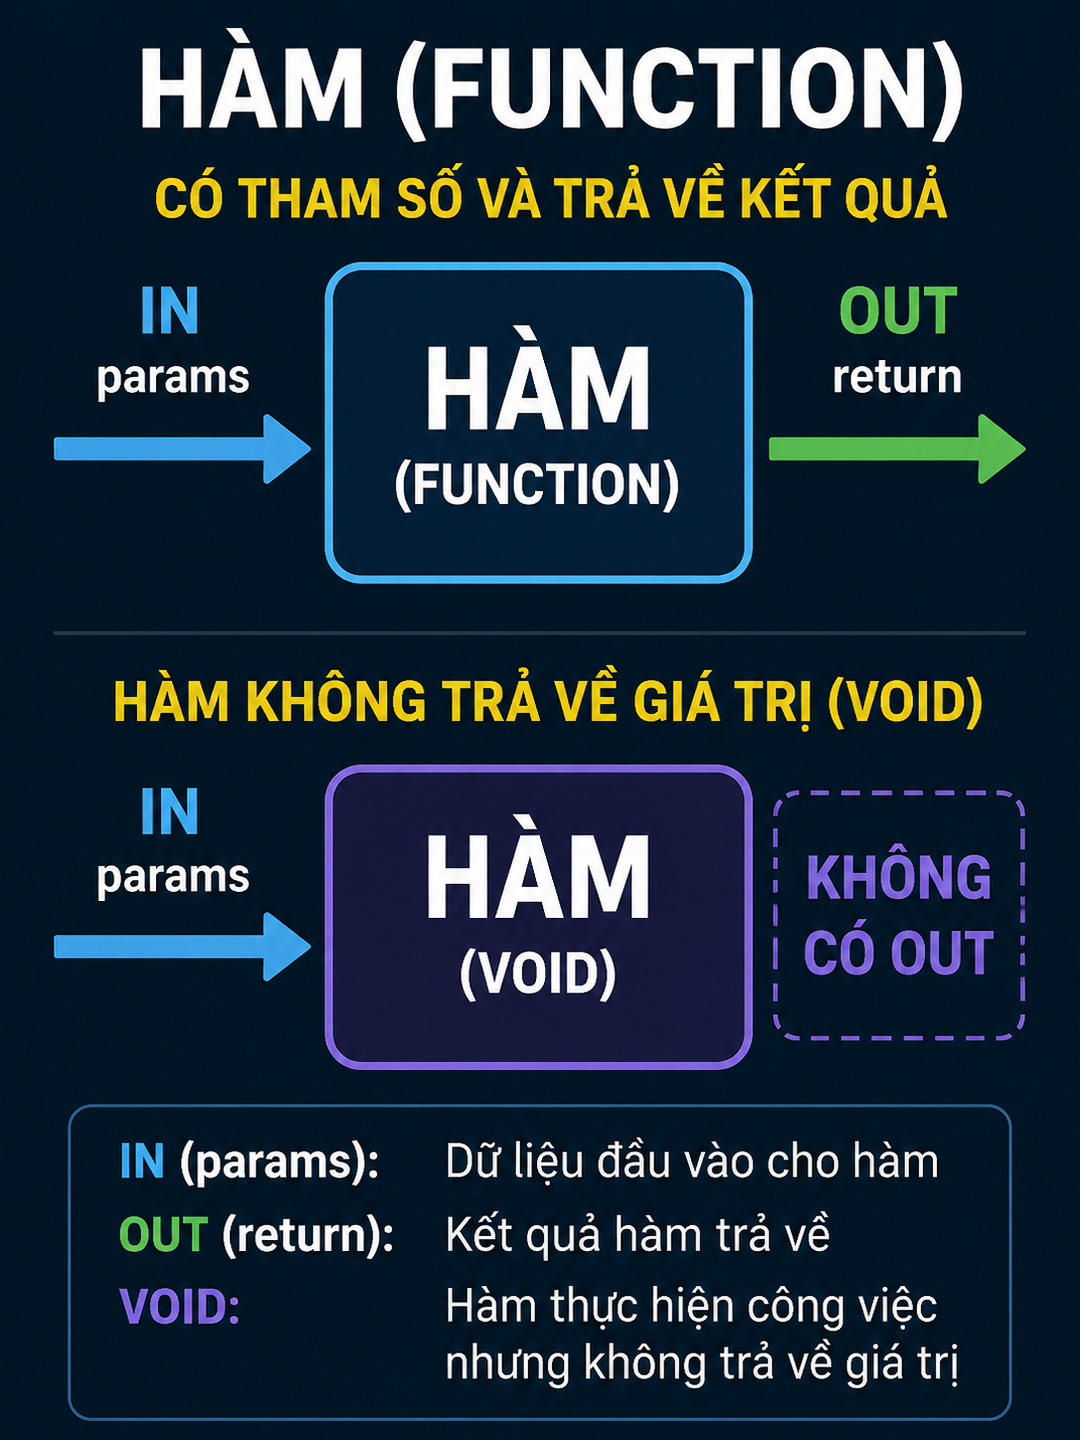 HÀM (FUNCTION)
CÓ THAM SỐ VÀ TRẢ VỀ KẾT QUẢ
IN
params
HÀM
(FUNCTION)
OUT
return
HÀM KHÔNG TRẢ VỀ GIÁ TRỊ (VOID)
IN
params
HÀM
(VOID)
KHÔNG
CÓ OUT
IN (params): Dữ liệu đầu vào cho hàm
OUT (return): Kết quả hàm trả về
VOID: Hàm thực hiện công việc
nhưng không trả về giá trị